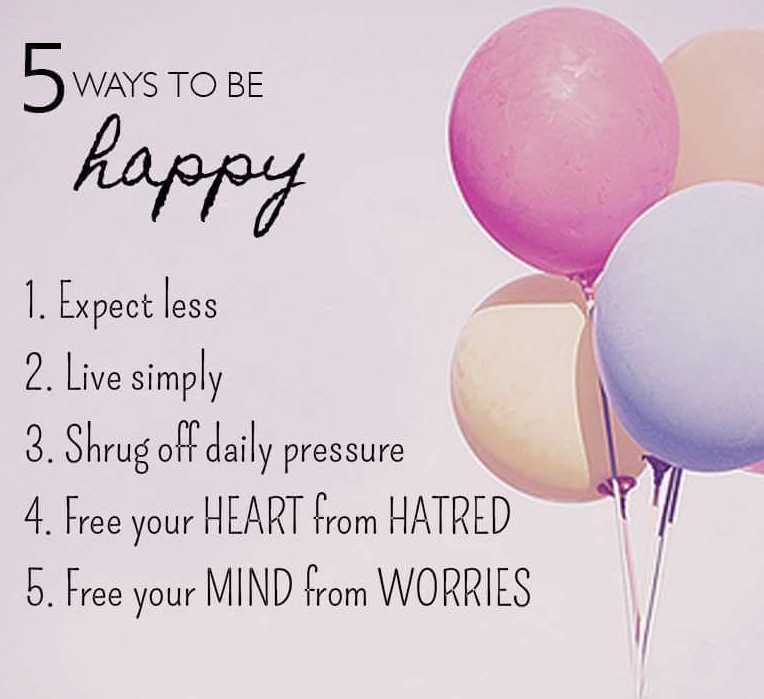 5 WAYS TO BE
happy
1. Expect less
2. Live simply
3. Shrug off daily pressure
4. Free your HEART from HATRED
5. Free your MIND from WORRIES